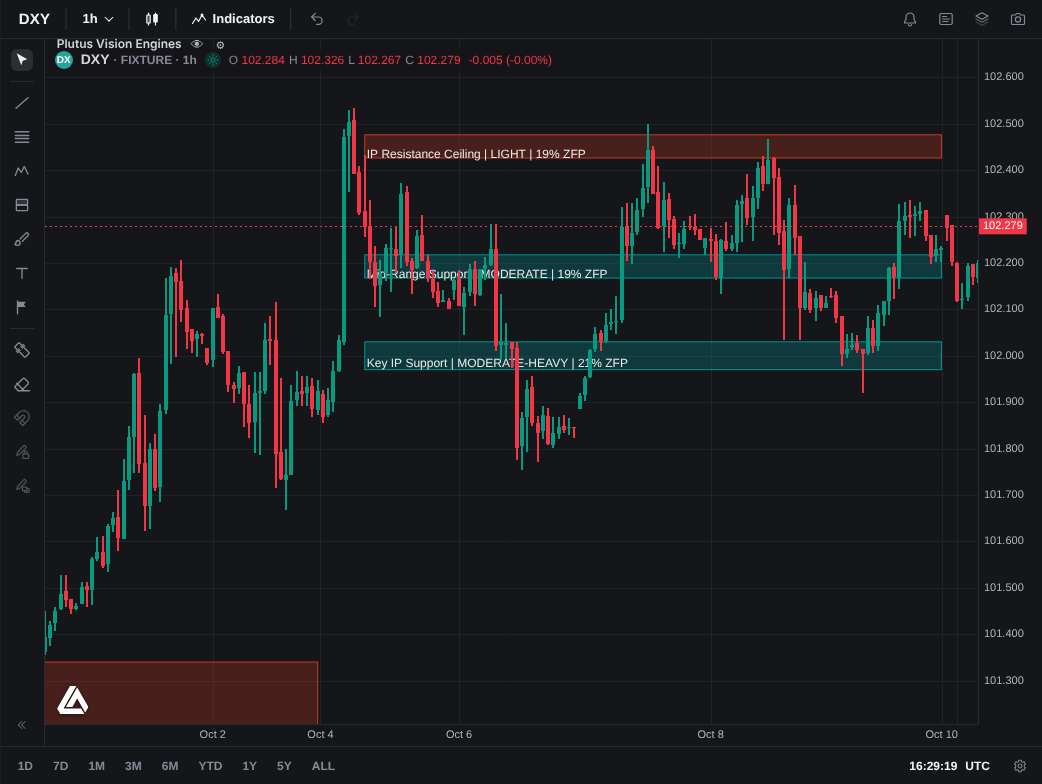 DXY 1h Indicators
Plutus Vision Engines
DX DXY · FIXTURE · 1h O 102.284 H 102.326 L 102.267 C 102.279 -0.005 (-0.00%)
102.600
102.500
IP Resistance Ceiling | LIGHT | 19% ZFP
102.400
102.300
102.279
102.200
Support | MODERATE | 19% ZFP
102.100
102.000
Key IP Support | MODERATE-HEAVY | 21% ZFP
101.900
101.800
101.700
101.600
101.500
101.400
101.300
Oct 2 Oct 4 Oct 6 Oct 8 Oct 10
1D 7D 1M 3M 6M YTD 1Y 5Y ALL 16:29:19 UTC